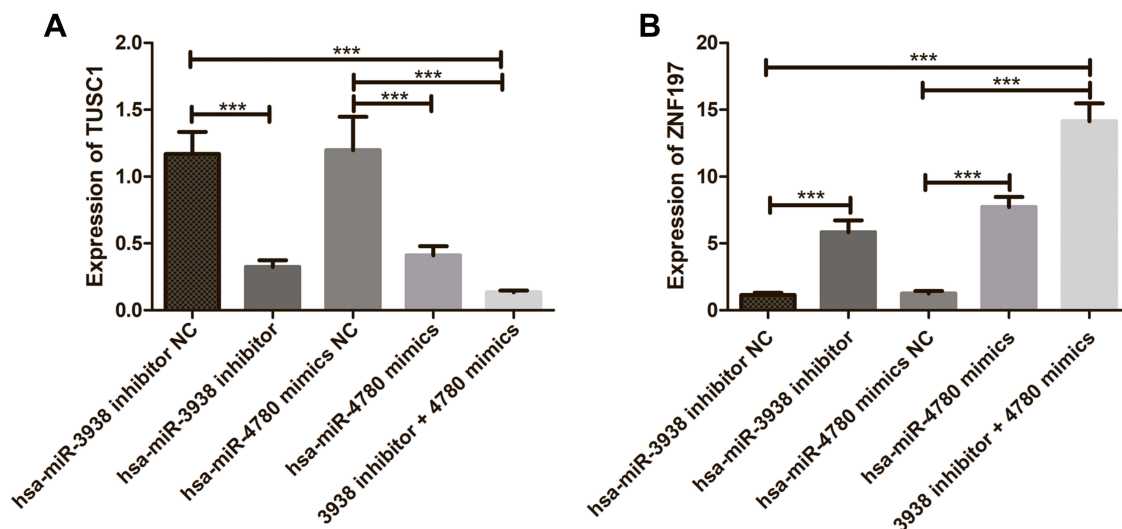 A
Expression of TUSC1
2.0
1.5
1.0
0.5
0.0
***
***
***
***
hsa-miR-3938 inhibitor NC
hsa-miR-3938 inhibitor
hsa-miR-4780 mimics NC
hsa-miR-4780 mimics
3938 inhibitor + 4780 mimics
B
Expression of ZNF197
20
15
10
5
0
***
***
***
***
hsa-miR-3938 inhibitor NC
hsa-miR-3938 inhibitor
hsa-miR-4780 mimics NC
hsa-miR-4780 mimics
3938 inhibitor + 4780 mimics